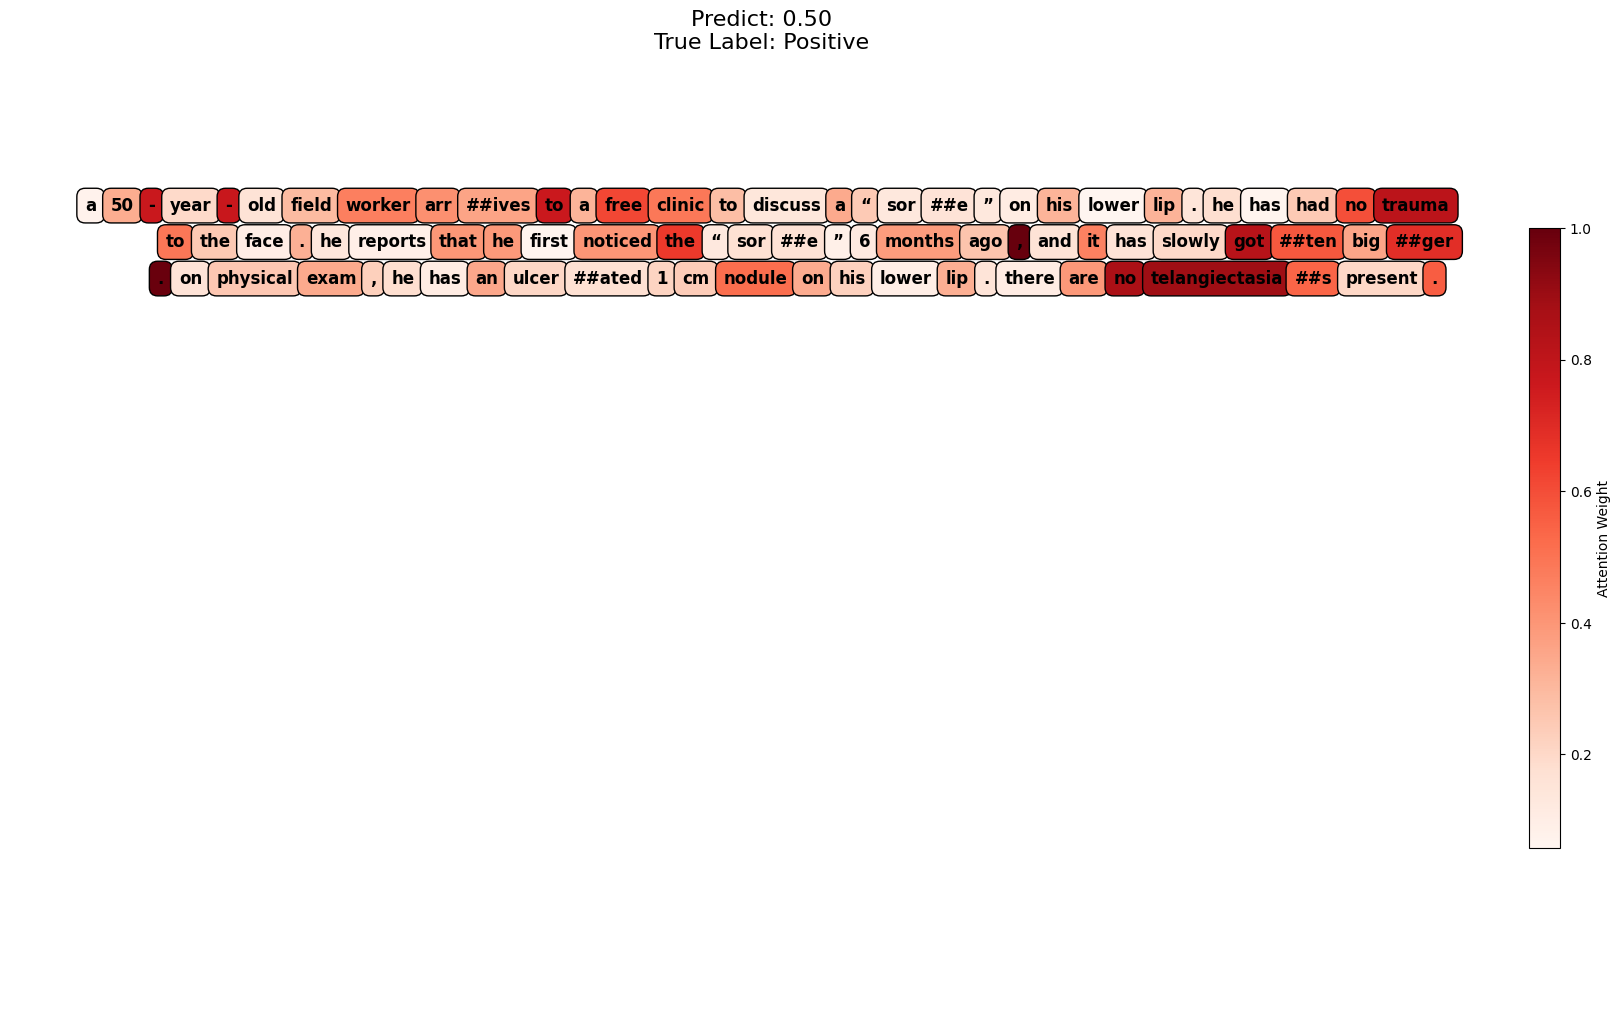 Predict: 0.50
True Label: Positive
a 50 - year - old field worker arr ##ives to a free clinic to discuss a “ sor ##e ” on his lower lip . he has had no trauma
to the face . he reports that he first noticed the “ sor ##e ” 6 months ago , and it has slowly got ##ten big ##ger
. on physical exam , he has an ulcer ##ated 1 cm nodule on his lower lip . there are no telangiectasia ##s present .
1.0
0.8
0.6
0.4
0.2
Attention Weight